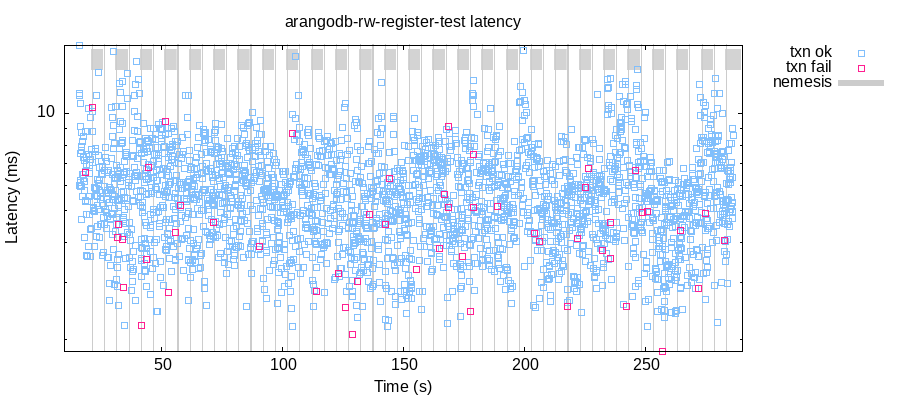 arangodb-rw-register-test latency
txn ok
txn fail
nemesis
10
Latency (ms)
50 100 150 200 250
Time (s)